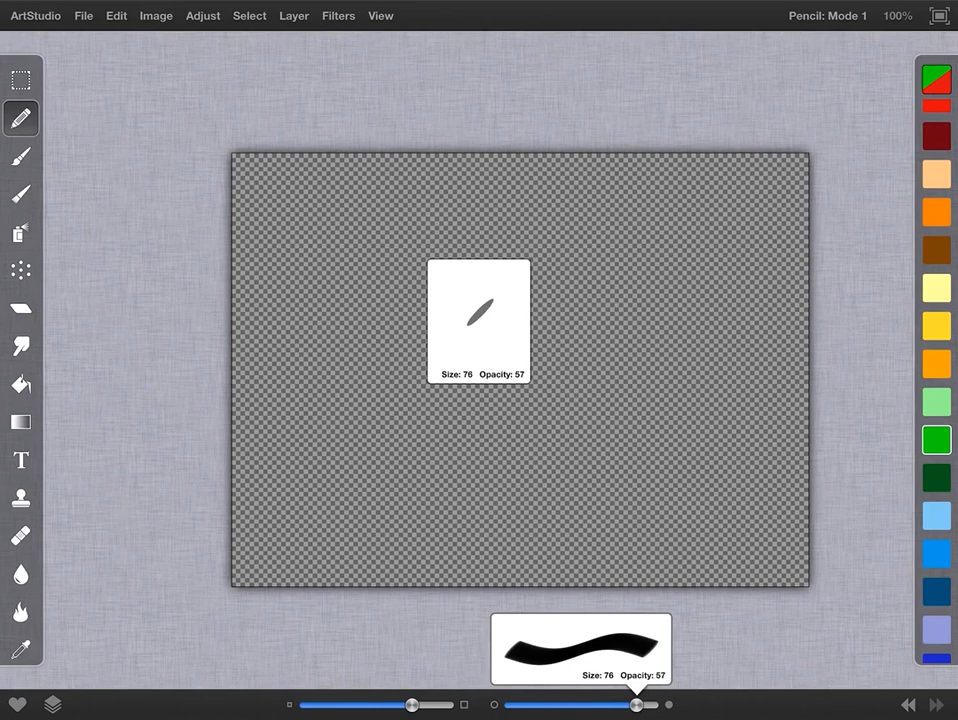 ArtStudio File Edit Image Adjust Select Layer Filters View Pencil: Mode 1 100%
Size: 76 Opacity: 57
T
Size: 76 Opacity: 57